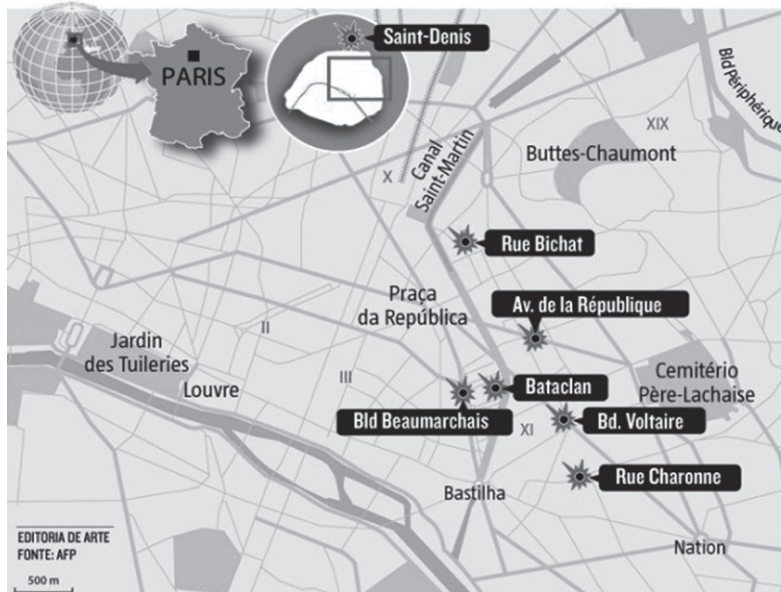 PARIS
Saint-Denis
Bld Périphérique
XIX
Buttes-Chaumont
Canal
Saint-Martin
X
Rue Bichat
Praça
da República
Av. de la République
II
Jardin
des Tuileries
Louvre
III
Bataclan
Cemitério
Père-Lachaise
Bld Beaumarchais
XI
Bd. Voltaire
Rue Charonne
Bastilha
Nation
EDITORIA DE ARTE
FONTE: AFP
500 m